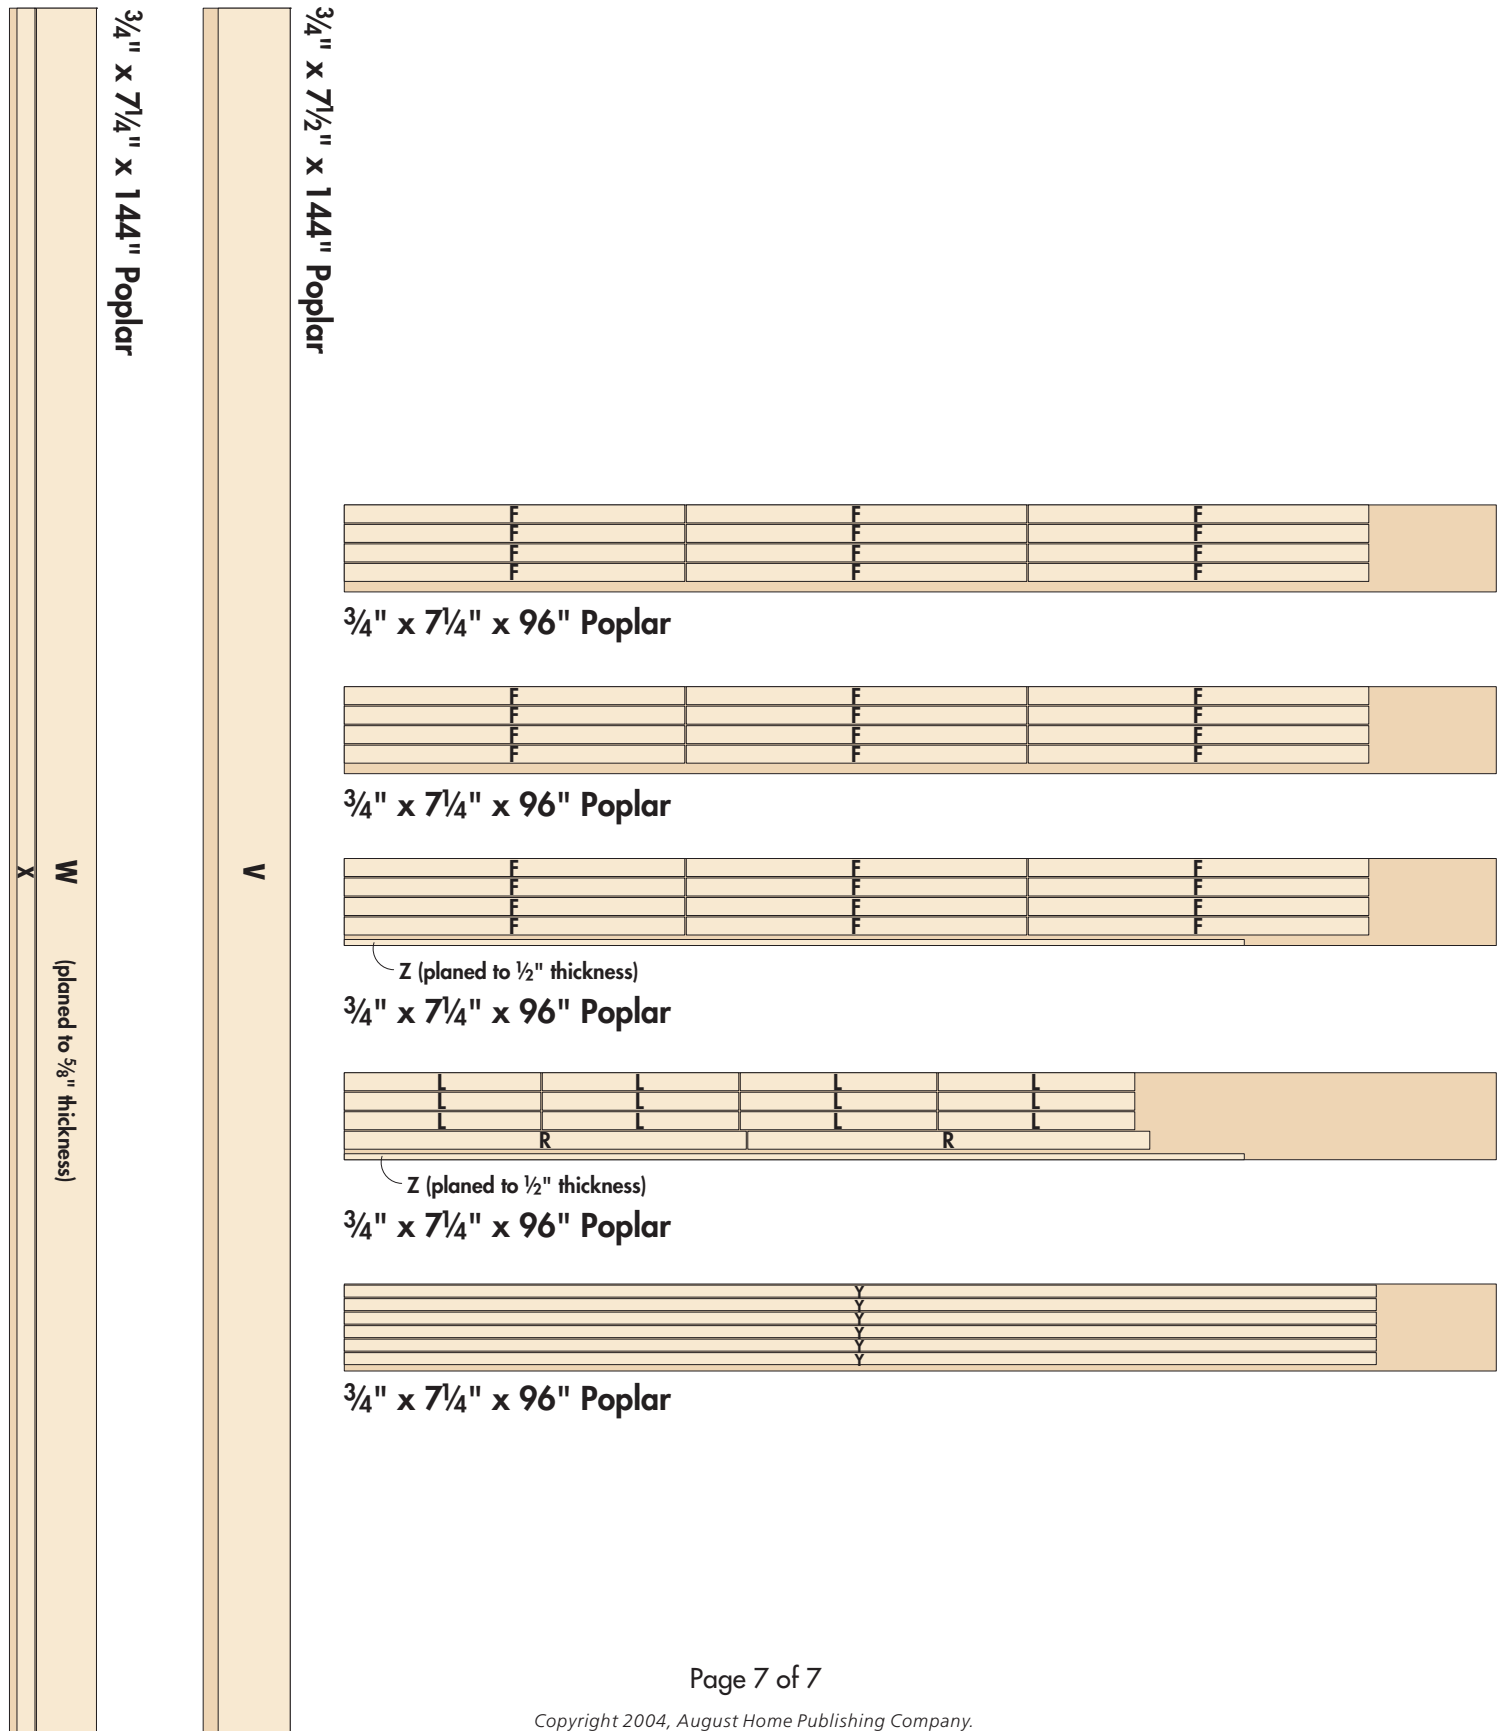 ¾" x 7¼" x 144" Poplar
X
W
(planed to ⅝" thickness)
¾" x 7½" x 144" Poplar
V
F F F
F F F
F F F
F F F
¾" x 7¼" x 96" Poplar
F F F
F F F
F F F
F F F
¾" x 7¼" x 96" Poplar
F F F
F F F
F F F
F F F
Z (planed to ½" thickness)
¾" x 7¼" x 96" Poplar
L L L L
L L L L
L L L L
R R
Z (planed to ½" thickness)
¾" x 7¼" x 96" Poplar
Y
Y
Y
Y
Y
Y
¾" x 7¼" x 96" Poplar
Page 7 of 7
Copyright 2004, August Home Publishing Company.